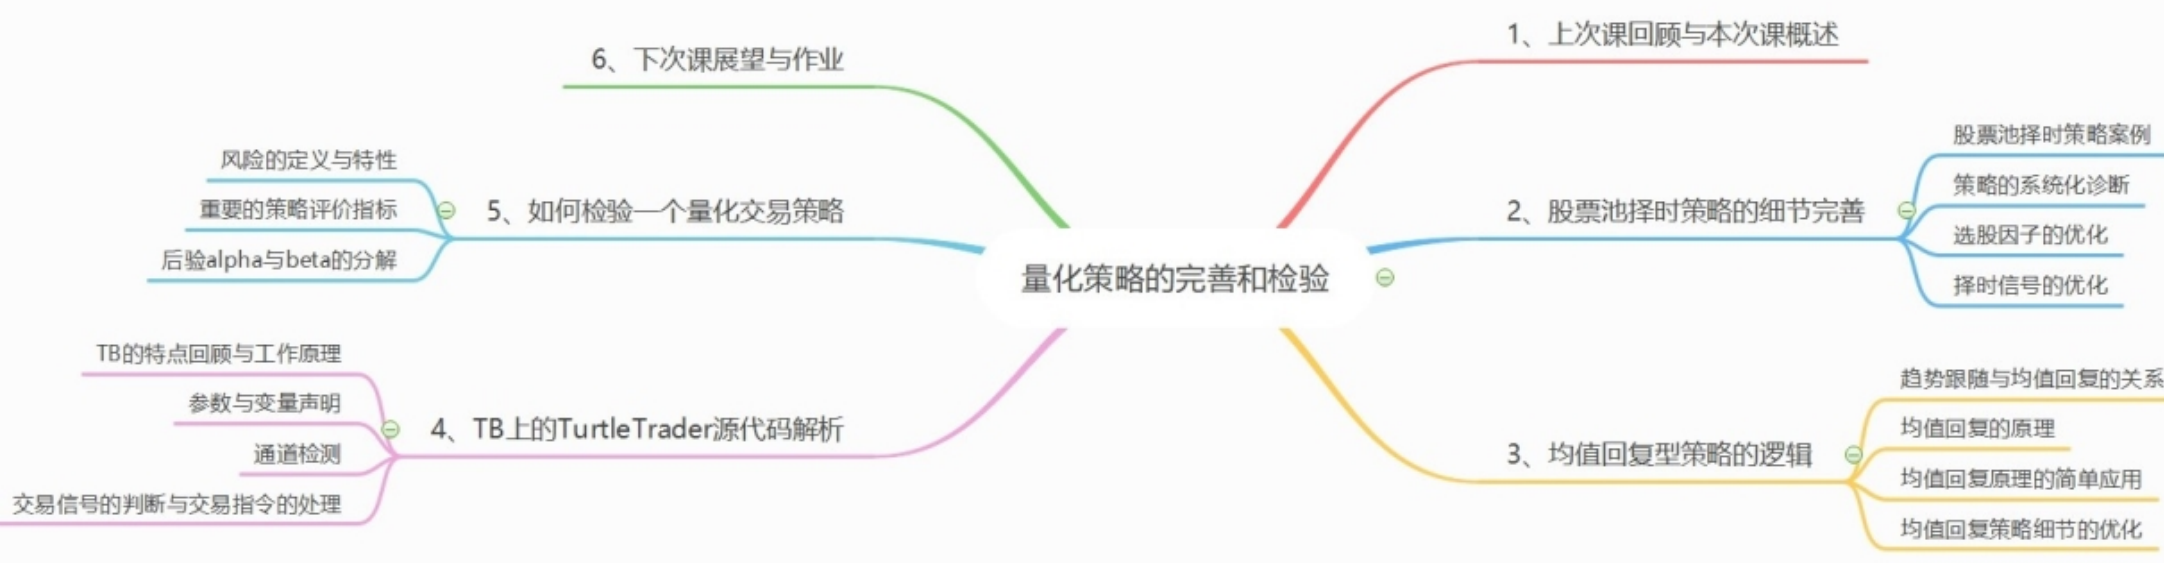 量化策略的完善和检验
1、上次课回顾与本次课概述
2、股票池择时策略的细节完善
股票池择时策略案例
策略的系统化诊断
选股因子的优化
择时信号的优化
3、均值回复型策略的逻辑
趋势跟随与均值回复的关系
均值回复的原理
均值回复原理的简单应用
均值回复策略细节的优化
4、TB上的TurtleTrader源代码解析
TB的特点回顾与工作原理
参数与变量声明
通道检测
交易信号的判断与交易指令的处理
5、如何检验一个量化交易策略
风险的定义与特性
重要的策略评价指标
后验alpha与beta的分解
6、下次课展望与作业